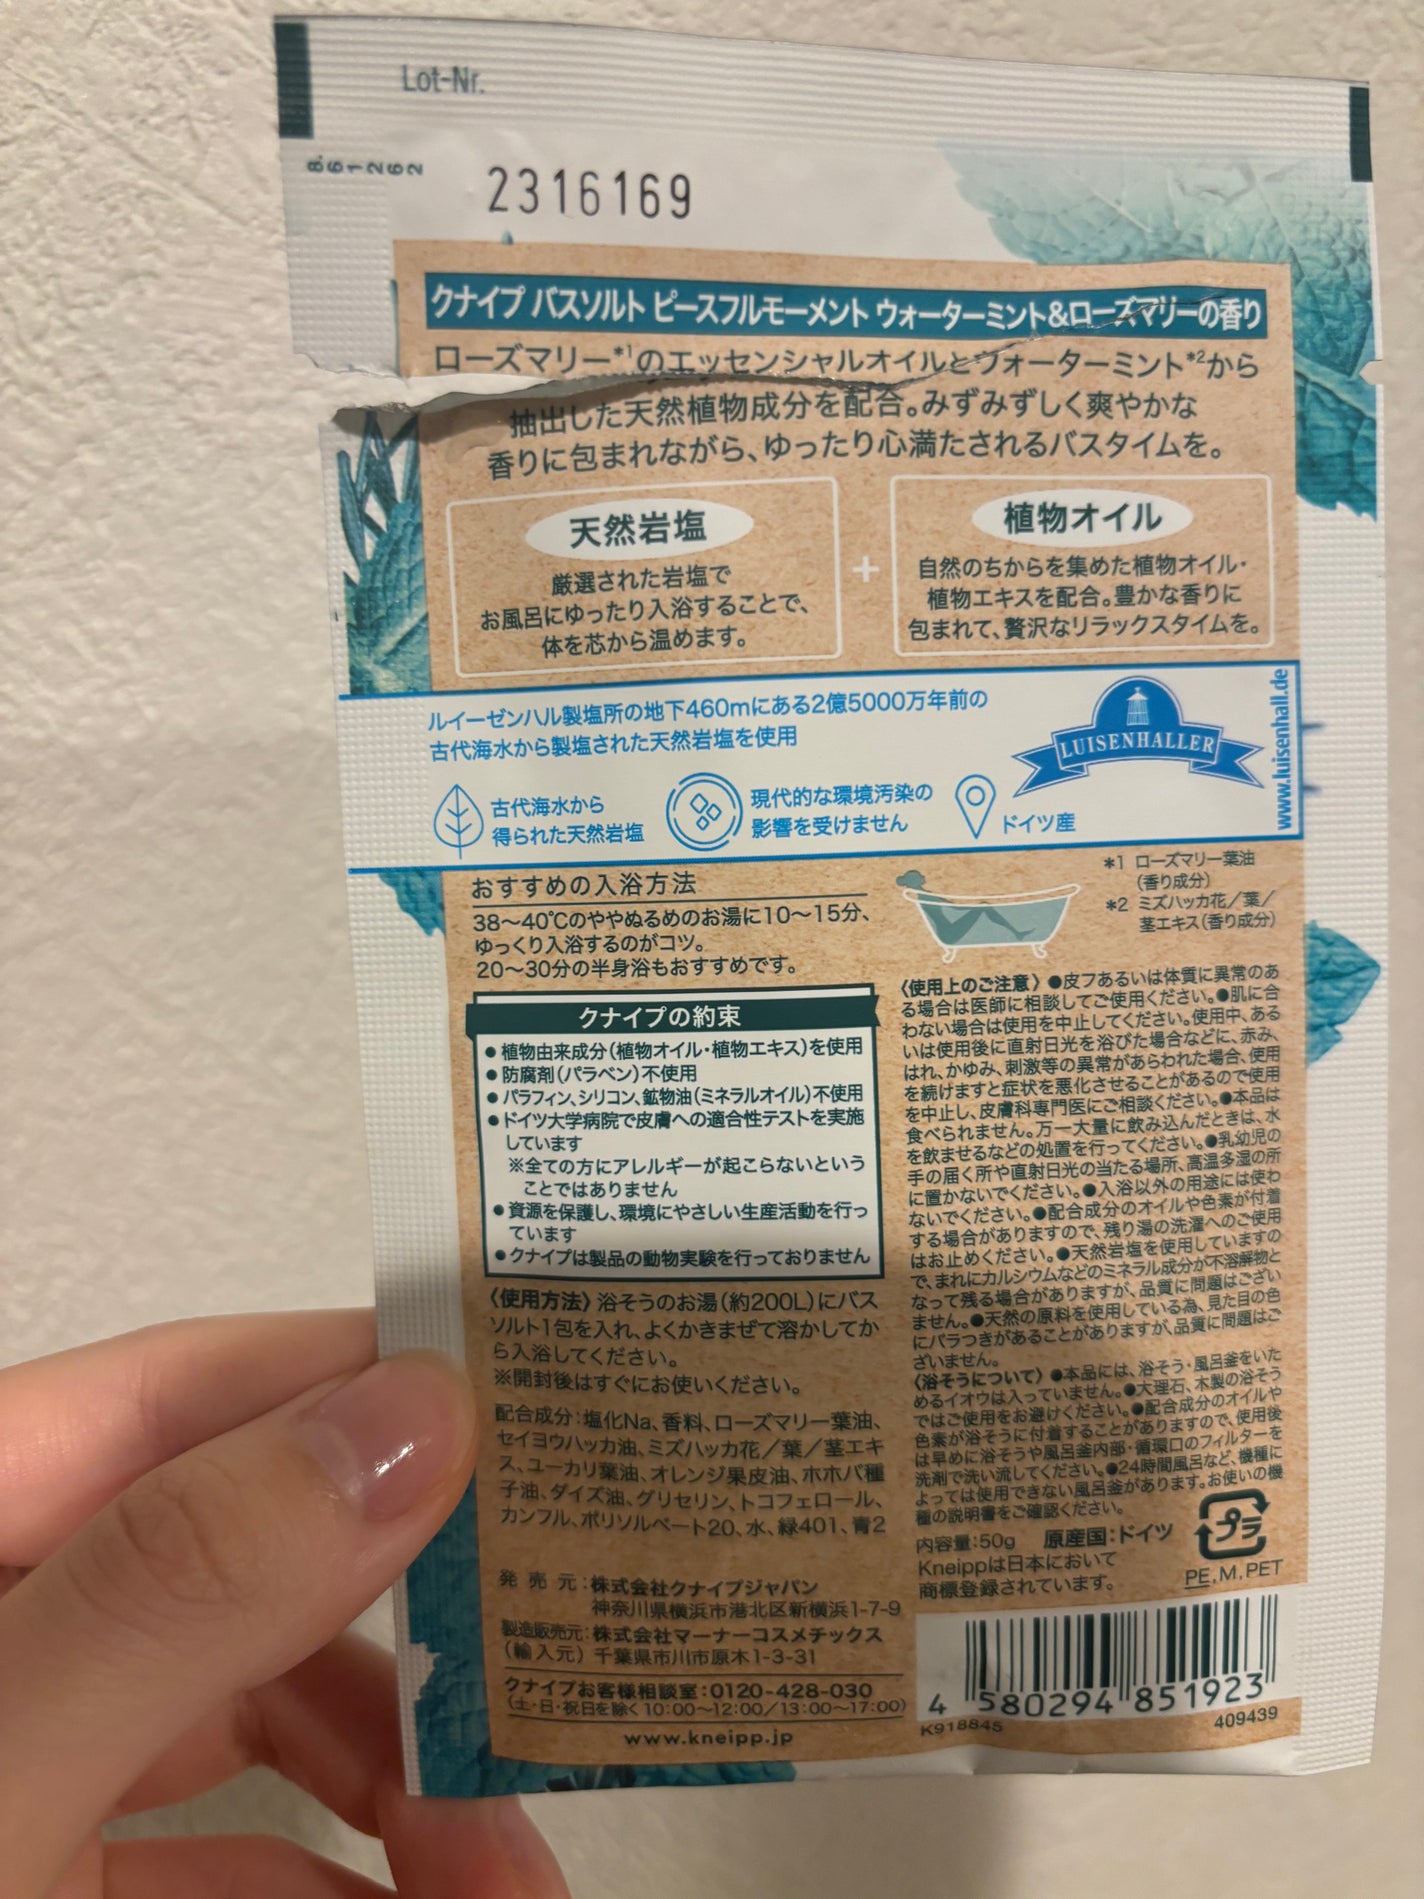 Lot-Nr.
2316169
クナイプ バスソルト ピースフルモーメント ウォーターミント&ローズマリーの香り
ローズマリー*1のエッセンシャルオイルとウォーターミント*2から
抽出した天然植物成分を配合。みずみずしく爽やかな
香りに包まれながら、ゆったり心満たされるバスタイムを。
天然岩塩
厳選された岩塩で
お風呂にゆったり入浴することで、
体を芯から温めます。
+
植物オイル
自然のちからを集めた植物オイル・
植物エキスを配合。豊かな香りに
包まれて、贅沢なリラックスタイムを。
ルイーゼンハル製塩所の地下460mにある2億5000万年前の
古代海水から製塩された天然岩塩を使用
LUISENHALLER
www.luisenhall.de
古代海水から
得られた天然岩塩
現代的な環境汚染の
影響を受けません
ドイツ産
おすすめの入浴方法
38〜40℃のややぬるめのお湯に10〜15分、
ゆっくり入浴するのがコツ。
20〜30分の半身浴もおすすめです。
*1 ローズマリー葉油
(香り成分)
*2 ミズハッカ花/葉/
茎エキス(香り成分)
クナイプの約束
●植物由来成分(植物オイル・植物エキス)を使用
●防腐剤(パラベン)不使用
●パラフィン、シリコン、鉱物油(ミネラルオイル)不使用
●ドイツ大学病院で皮膚への適合性テストを実施
しています
※全ての方にアレルギーが起こらないという
ことではありません
●資源を保護し、環境にやさしい生産活動を行っ
ています
●クナイプは製品の動物実験を行っておりません
〈使用方法〉浴そうのお湯(約200L)にバス
ソルト1包を入れ、よくかきまぜて溶かしてか
ら入浴してください。
※開封後はすぐにお使いください。
配合成分:塩化Na、香料、ローズマリー葉油、
セイヨウハッカ油、ミズハッカ花/葉/茎エキ
ス、ユーカリ葉油、オレンジ果皮油、ホホバ種
子油、ダイズ油、グリセリン、トコフェロール、
カンフル、ポリソルベート20、水、緑401、青2
発売元:株式会社クナイプジャパン
神奈川県横浜市港北区新横浜1-7-9
製造販売元:株式会社マーナーコスメチックス
(輸入元) 千葉県市川市原木1-3-31
クナイプお客様相談室:0120-428-030
(土・日・祝日を除く10:00〜12:00/13:00〜17:00)
www.kneipp.jp
〈使用上のご注意〉●皮フあるいは体質に異常のあ
る場合は医師に相談してご使用ください。●肌に合
わない場合は使用を中止してください。使用中、ある
いは使用後に直射日光を浴びた場合などに、赤み、
はれ、かゆみ、刺激等の異常があらわれた場合、使用
を続けますと症状を悪化させることがあるので使用
を中止し、皮膚科専門医にご相談ください。●本品は
食べられません。万一大量に飲み込んだときは、水
を飲ませるなどの処置を行ってください。●乳幼児の
手の届く所や直射日光の当たる場所、高温多湿の所
に置かないでください。●入浴以外の用途には使わ
ないでください。●配合成分のオイルや色素が付着
する場合がありますので、残り湯の洗濯へのご使用
はお止めください。●天然岩塩を使用していますの
で、まれにカルシウムなどのミネラル成分が不溶解物と
なって残る場合がありますが、品質に問題はござい
ません。●天然の原料を使用している為、見た目の色
にバラつきがあることがありますが、品質に問題はご
ざいません。
〈浴そうについて〉●本品には、浴そう・風呂釜をいた
めるイオウは入っていません。●大理石、木製の浴そう
ではご使用をお避けください。●配合成分のオイルや
色素が浴そうに付着することがありますので、使用後
は早めに浴そうや風呂釜内部・循環口のフィルターを
洗剤で洗い流してください。●24時間風呂など、機種に
よっては使用できない風呂釜があります。お使いの機
種の説明書をご確認ください。
内容量:50g 原産国:ドイツ
Kneippは日本において
商標登録されています。
プラ
PE,M,PET
4 580294 851923
K918845
409439